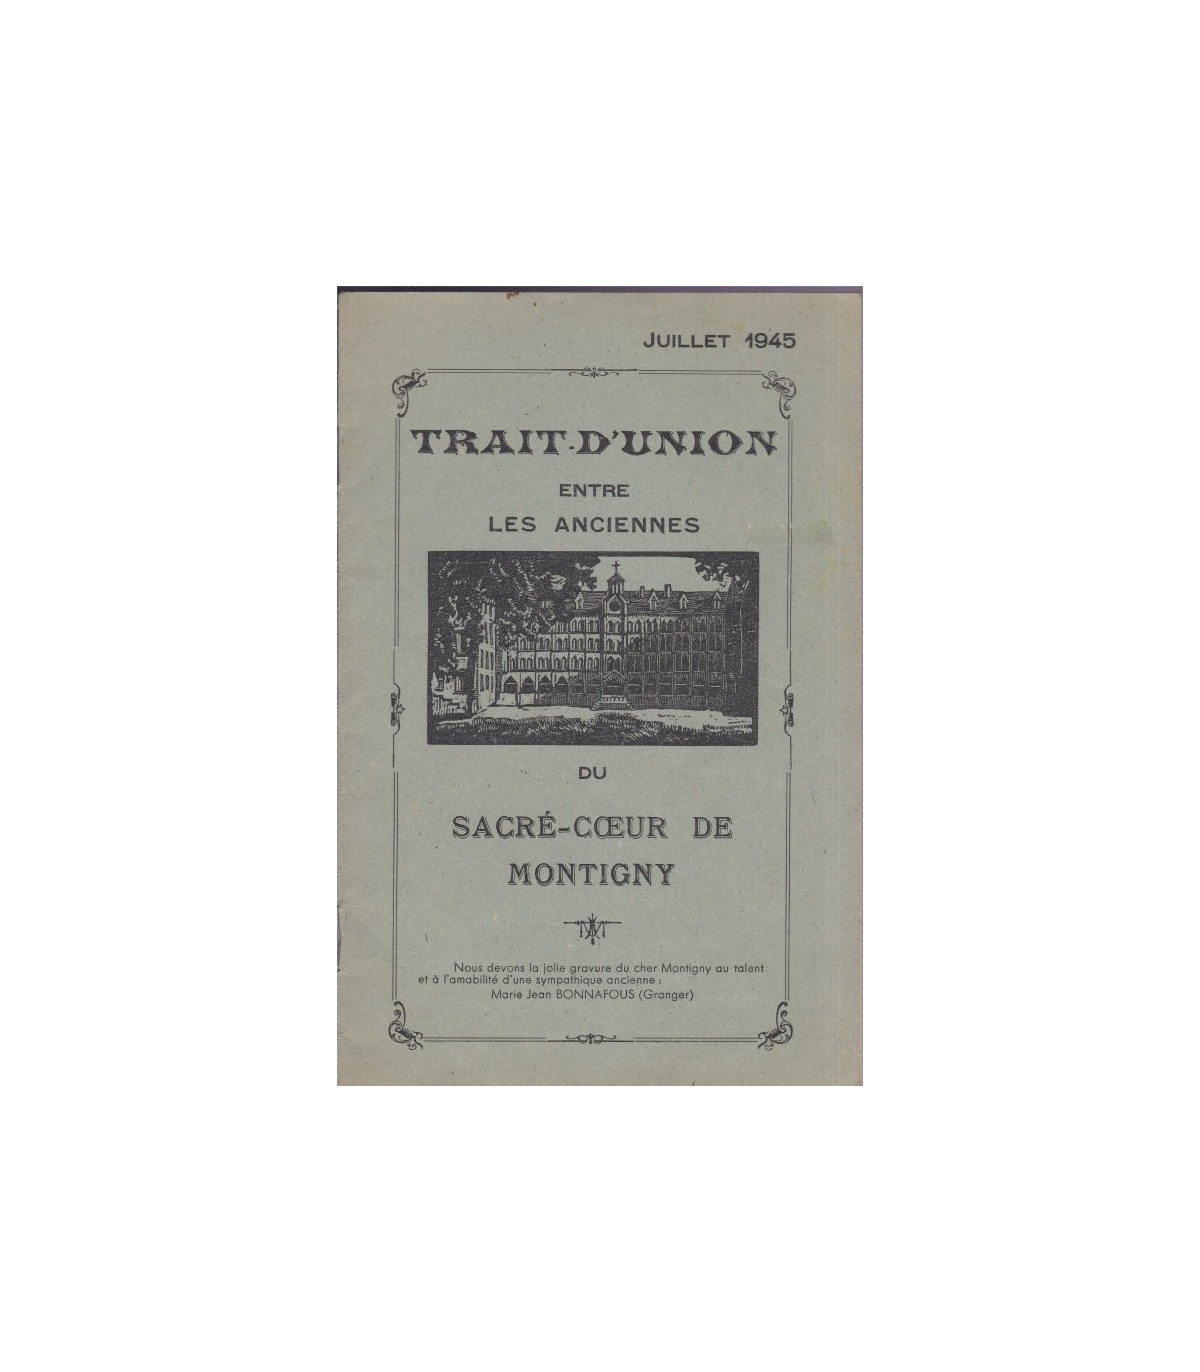 JUILLET 1945
TRAIT-D'UNION
ENTRE
LES ANCIENNES
DU
SACRÉ-CŒUR DE
MONTIGNY
Nous devons la jolie gravure du cher Montigny au talent
et à l'amabilité d'une sympathique ancienne :
Marie Jean BONNAFOUS (Granger)